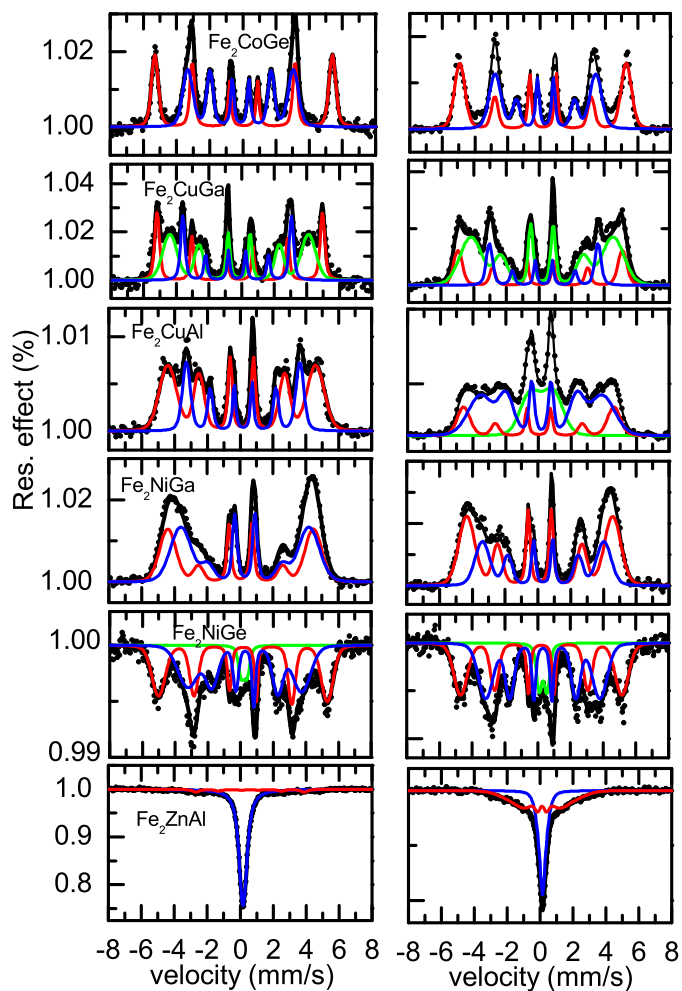 1.02
1.00
Fe2CoGe
1.04
1.02
1.00
Fe2CuGa
1.01
1.00
Fe2CuAl
1.02
1.00
Fe2NiGa
1.00
0.99
Fe2NiGe
1.0
0.9
0.8
Fe2ZnAl
Res. effect (%)
-8 -6 -4 -2 0 2 4 6 8
velocity (mm/s)
-8 -6 -4 -2 0 2 4 6 8
velocity (mm/s)